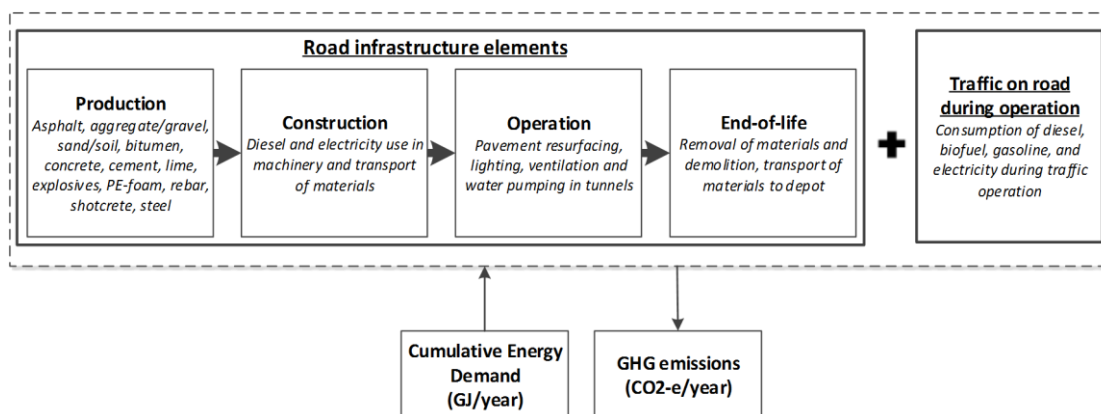 Road infrastructure elements
Production
Asphalt, aggregate/gravel,
sand/soil, bitumen,
concrete, cement, lime,
explosives, PE-foam, rebar,
shotcrete, steel
Construction
Diesel and electricity use in
machinery and transport
of materials
Operation
Pavement resurfacing,
lighting, ventilation and
water pumping in tunnels
End-of-life
Removal of materials and
demolition, transport of
materials to depot
Traffic on road
during operation
Consumption of diesel,
biofuel, gasoline, and
electricity during traffic
operation
Cumulative Energy
Demand
(GJ/year)
GHG emissions
(CO2-e/year)